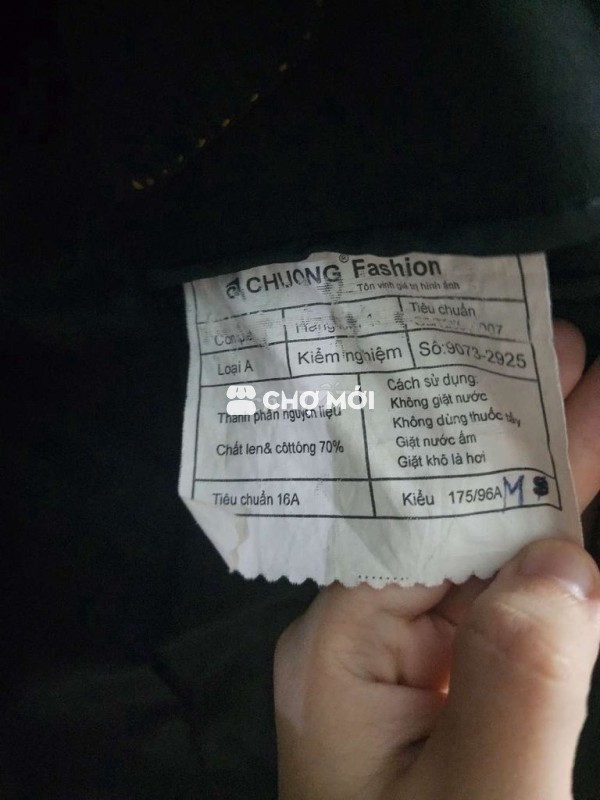 CHUONG® Fashion
Tôn vinh giá trị hình ảnh
Tiêu chuẩn
007
Loại A
Kiểm nghiệm
Số:9073-2925
CHỢ MỚI
Thành phần nguyên liệu
Chất len& côttông 70%
Cách sử dụng:
Không giặt nước
Không dùng thuốc tẩy
Giặt nước ấm
Giặt khô là hơi
Tiêu chuẩn 16A
Kiểu 175/96A M 8